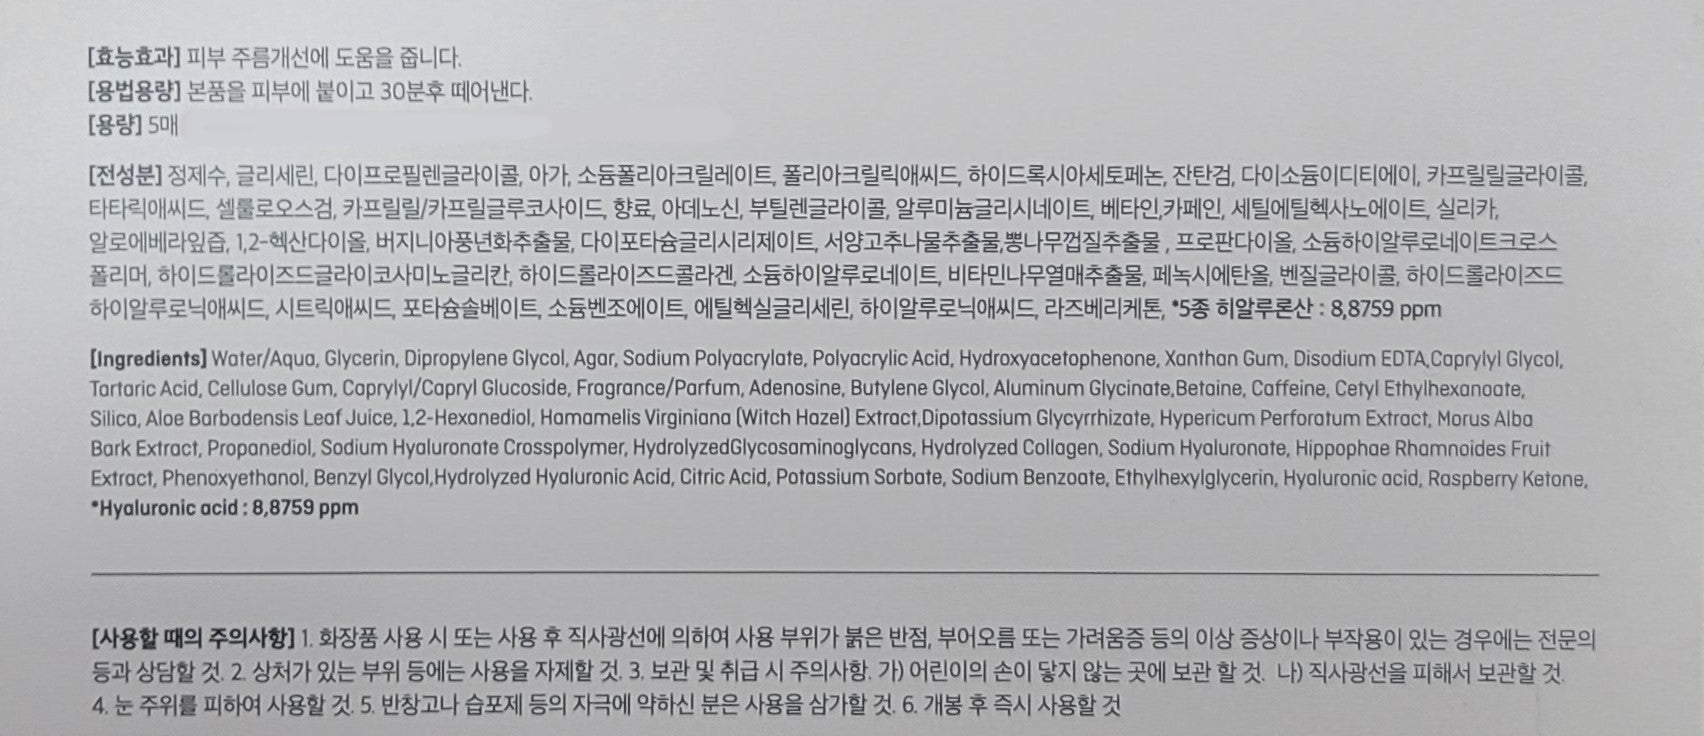 [효능효과] 피부 주름개선에 도움을 줍니다.
[용법용량] 본품을 피부에 붙이고 30분후 떼어낸다.
[용량] 5매
[전성분] 정제수, 글리세린, 다이프로필렌글라이콜, 아가, 소듐폴리아크릴레이트, 폴리아크릴릭애씨드, 하이드록시아세토페논, 잔탄검, 다이소듐이디티에이, 카프릴릴글라이콜,
타타릭애씨드, 셀룰로오스검, 카프릴릴/카프릴글루코사이드, 향료, 아데노신, 부틸렌글라이콜, 알루미늄글리시네이트, 베타인,카페인, 세틸에틸헥사노에이트, 실리카,
알로에베라잎즙, 1,2-헥산다이올, 버지니아풍년화추출물, 다이포타슘글리시리제이트, 서양고추나물추출물,뽕나무껍질추출물 , 프로판다이올, 소듐하이알루로네이트크로스
폴리머, 하이드롤라이즈드글라이코사미노글리칸, 하이드롤라이즈드콜라겐, 소듐하이알루로네이트, 비타민나무열매추출물, 페녹시에탄올, 벤질글라이콜, 하이드롤라이즈드
하이알루로닉애씨드, 시트릭애씨드, 포타슘솔베이트, 소듐벤조에이트, 에틸헥실글리세린, 하이알루로닉애씨드, 라즈베리케톤, *5종 히알루론산 : 8,8759 ppm
[Ingredients] Water/Aqua, Glycerin, Dipropylene Glycol, Agar, Sodium Polyacrylate, Polyacrylic Acid, Hydroxyacetophenone, Xanthan Gum, Disodium EDTA,Caprylyl Glycol,
Tartaric Acid, Cellulose Gum, Caprylyl/Capryl Glucoside, Fragrance/Parfum, Adenosine, Butylene Glycol, Aluminum Glycinate,Betaine, Caffeine, Cetyl Ethylhexanoate,
Silica, Aloe Barbadensis Leaf Juice, 1,2-Hexanediol, Hamamelis Virginiana (Witch Hazel) Extract,Dipotassium Glycyrrhizate, Hypericum Perforatum Extract, Morus Alba
Bark Extract, Propanediol, Sodium Hyaluronate Crosspolymer, HydrolyzedGlycosaminoglycans, Hydrolyzed Collagen, Sodium Hyaluronate, Hippophae Rhamnoides Fruit
Extract, Phenoxyethanol, Benzyl Glycol,Hydrolyzed Hyaluronic Acid, Citric Acid, Potassium Sorbate, Sodium Benzoate, Ethylhexylglycerin, Hyaluronic acid, Raspberry Ketone,
*Hyaluronic acid : 8,8759 ppm
[사용할 때의 주의사항] 1. 화장품 사용 시 또는 사용 후 직사광선에 의하여 사용 부위가 붉은 반점, 부어오름 또는 가려움증 등의 이상 증상이나 부작용이 있는 경우에는 전문의
등과 상담할 것. 2. 상처가 있는 부위 등에는 사용을 자제할 것. 3. 보관 및 취급 시 주의사항. 가) 어린이의 손이 닿지 않는 곳에 보관 할 것. 나) 직사광선을 피해서 보관할 것.
4. 눈 주위를 피하여 사용할 것. 5. 반창고나 습포제 등의 자극에 약하신 분은 사용을 삼가할 것. 6. 개봉 후 즉시 사용할 것